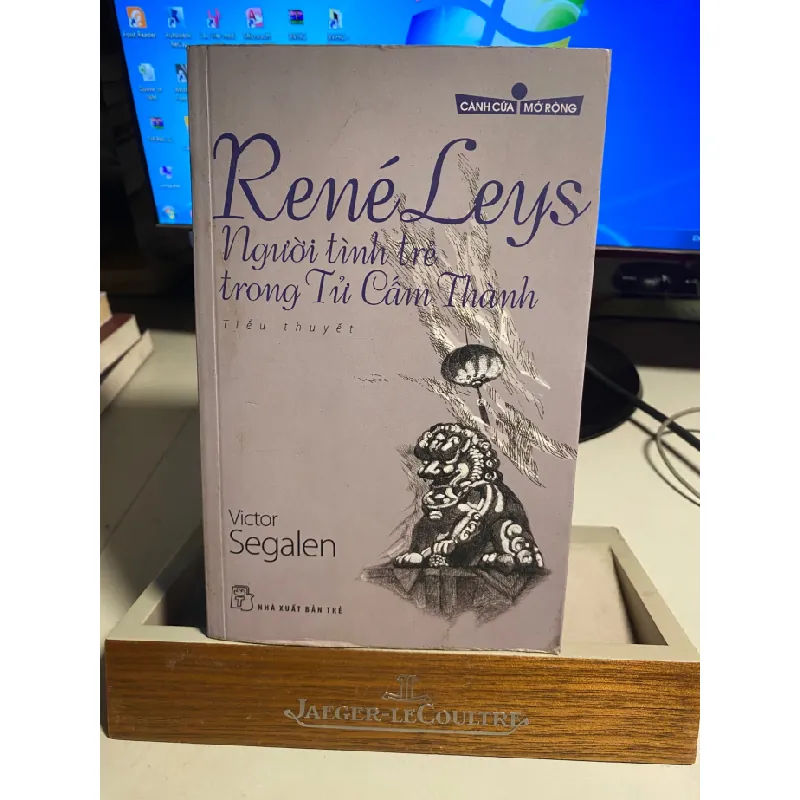 CÁNH CỬA MỞ RỘNG
René Leys
Người tình trẻ
trong Tử Cấm Thành
Tiểu thuyết
Victor
Segalen
NHÀ XUẤT BẢN TRẺ
JAEGER-LECOULTRE